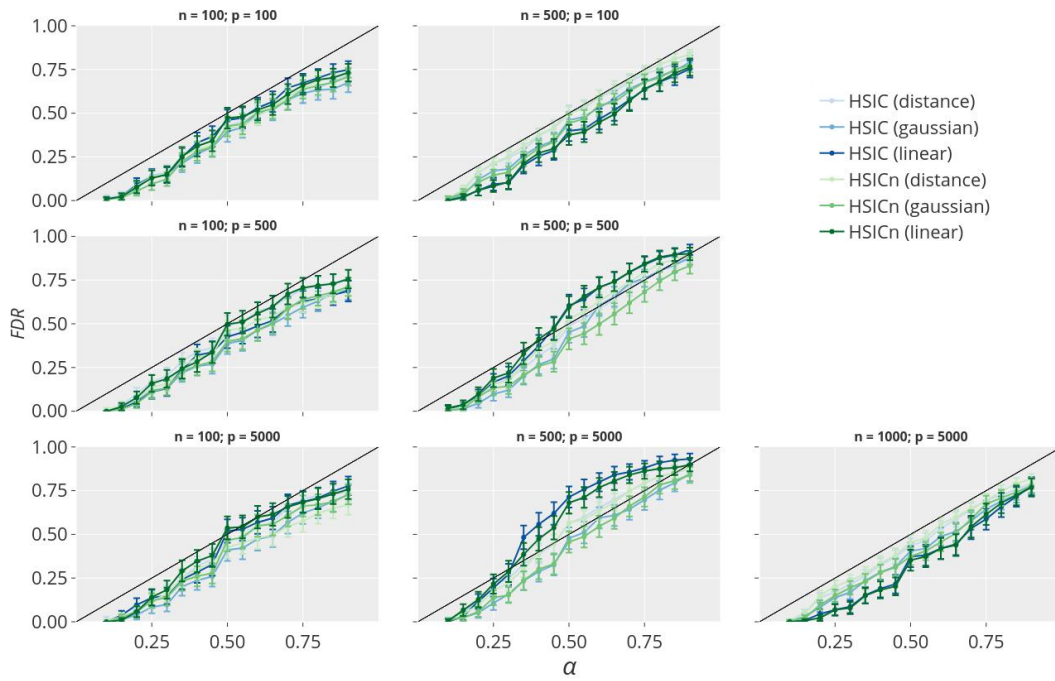 n = 100; p = 100
n = 500; p = 100
1.00
0.75
0.50
0.25
0.00
HSIC (distance)
HSIC (gaussian)
HSIC (linear)
HSICn (distance)
HSICn (gaussian)
HSICn (linear)
n = 100; p = 500
n = 500; p = 500
1.00
0.75
0.50
0.25
0.00
FDR
n = 100; p = 5000
n = 500; p = 5000
n = 1000; p = 5000
1.00
0.75
0.50
0.25
0.00
0.25 0.50 0.75
0.25 0.50 0.75
0.25 0.50 0.75
α